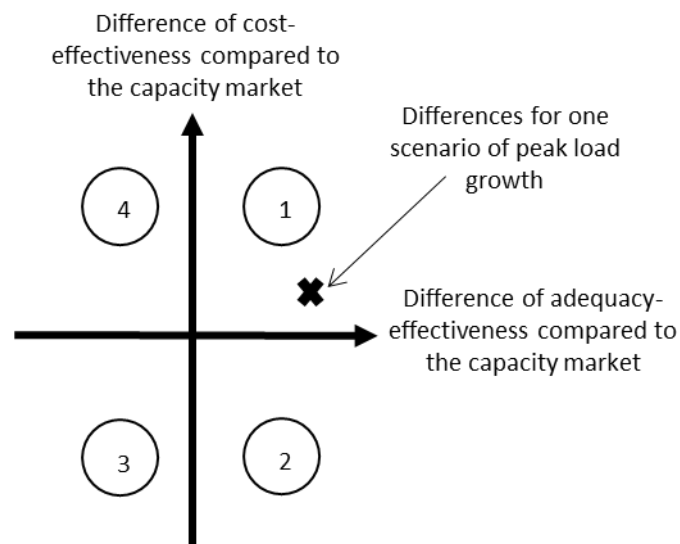 Difference of cost-
effectiveness compared to
the capacity market
Differences for one
scenario of peak load
growth
4
1
Difference of adequacy-
effectiveness compared to
the capacity market
3
2